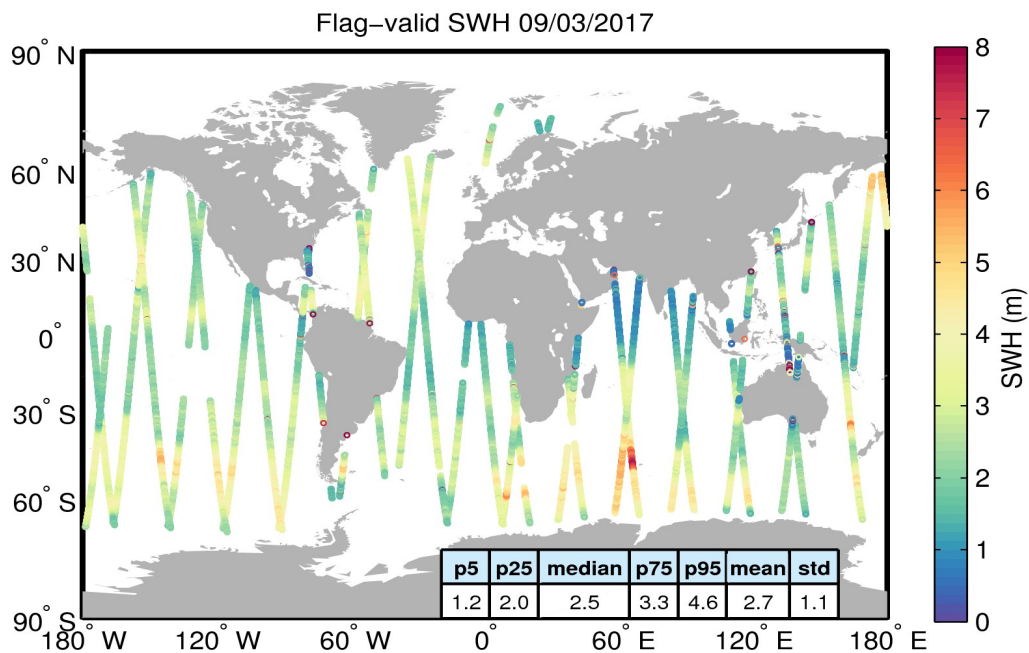 Flag−valid SWH 09/03/2017
90° N
60° N
30° N
0°
30° S
60° S
90° S
180° W
120° W
60° W
0°
60° E
120° E
180° E
8
7
6
5
4
3
2
1
0
SWH (m)
p5 p25 median p75 p95 mean std
1.2 2.0 2.5 3.3 4.6 2.7 1.1